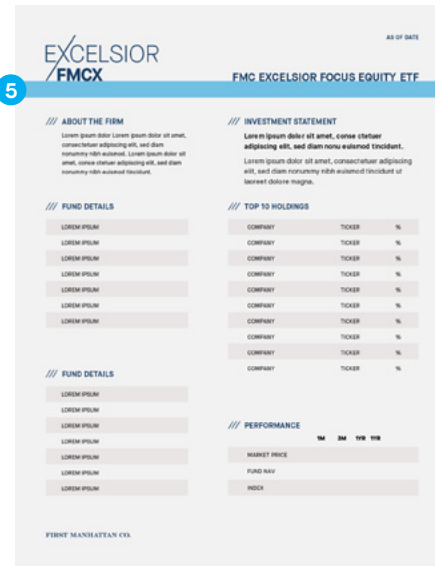 AS OF DATE
EXCELSIOR
/FMCX
5
FMC EXCELSIOR FOCUS EQUITY ETF
/// ABOUT THE FIRM
Lorem ipsum dolor Lorem ipsum dolor sit amet,
consectetuer adipiscing elit, sed diam
nonummy nibh euismod. Lorem ipsum dolor sit
amet, conse ctetuer adipiscing elit, sed diam
nonummy nibh euismod tincidunt.
/// FUND DETAILS
LOREM IPSUM
LOREM IPSUM
LOREM IPSUM
LOREM IPSUM
LOREM IPSUM
LOREM IPSUM
LOREM IPSUM
/// FUND DETAILS
LOREM IPSUM
LOREM IPSUM
LOREM IPSUM
LOREM IPSUM
LOREM IPSUM
LOREM IPSUM
LOREM IPSUM
/// INVESTMENT STATEMENT
Lorem ipsum dolor sit amet, conse ctetuer
adipiscing elit, sed diam nonu euismod tincidunt.
Lorem ipsum dolor sit amet, consectetuer adipiscing
elit, sed diam nonummy nibh euismod tincidunt ut
laoreet dolore magna.
/// TOP 10 HOLDINGS
COMPANY TICKER %
COMPANY TICKER %
COMPANY TICKER %
COMPANY TICKER %
COMPANY TICKER %
COMPANY TICKER %
COMPANY TICKER %
COMPANY TICKER %
COMPANY TICKER %
COMPANY TICKER %
/// PERFORMANCE
1M 3M 1YR 11YR
MARKET PRICE
FUND NAV
INDEX
FIRST MANHATTAN CO.